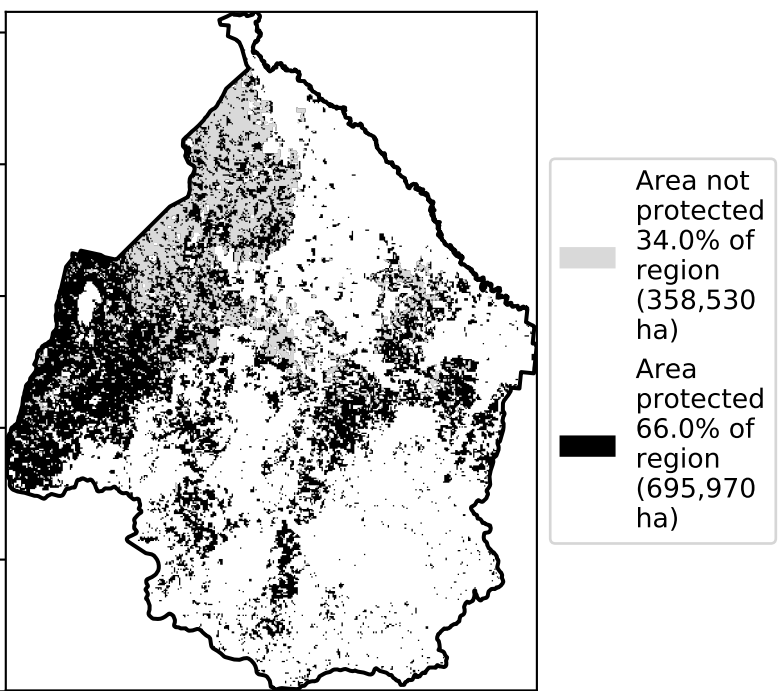 Area not
protected
34.0% of
region
(358,530
ha)
Area
protected
66.0% of
region
(695,970
ha)